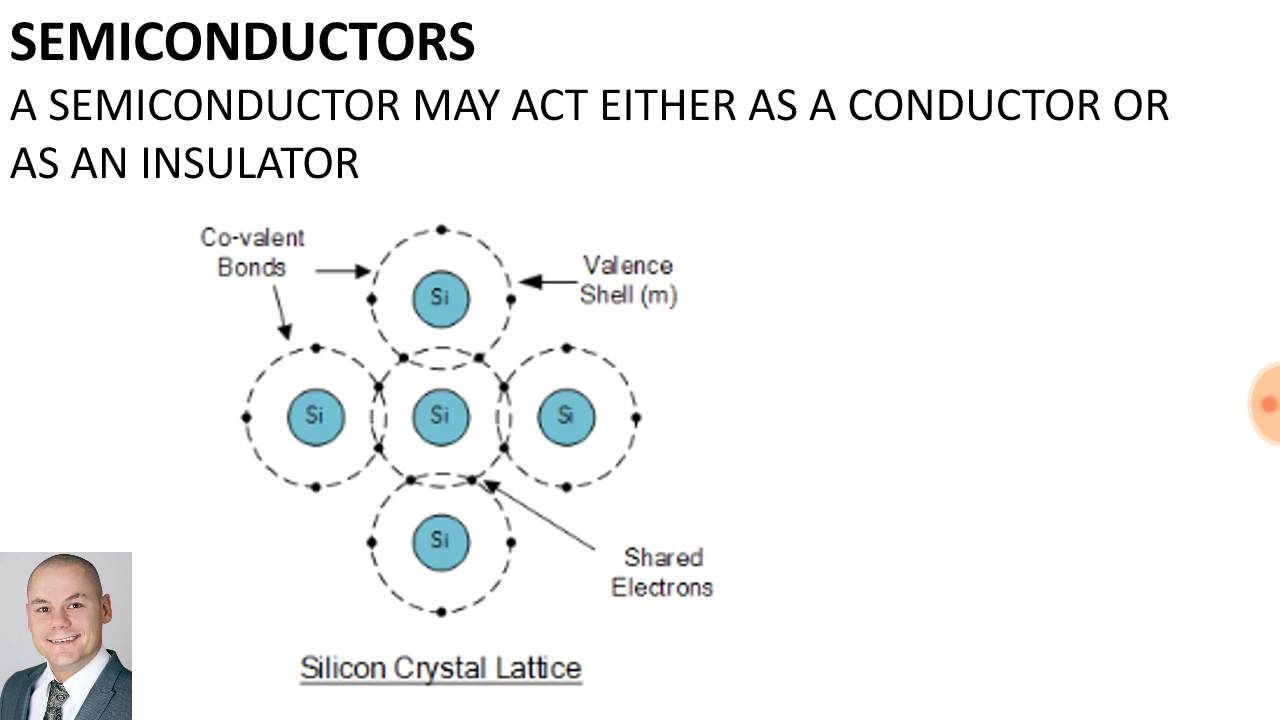 SEMICONDUCTORS
A SEMICONDUCTOR MAY ACT EITHER AS A CONDUCTOR OR
AS AN INSULATOR
Co-valent
Bonds
Valence
Shell (m)
Si
Si
Si
Si
Si
Shared
Electrons
Silicon Crystal Lattice